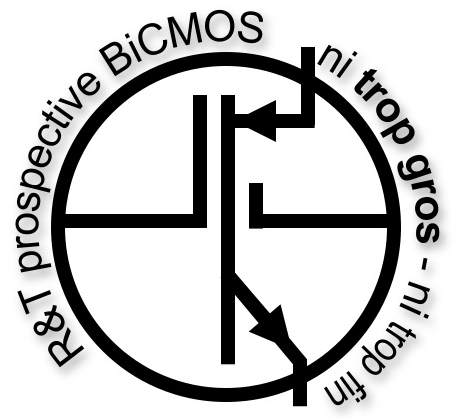 R&T prospective BiCMOS
ni trop gros - ni trop fin